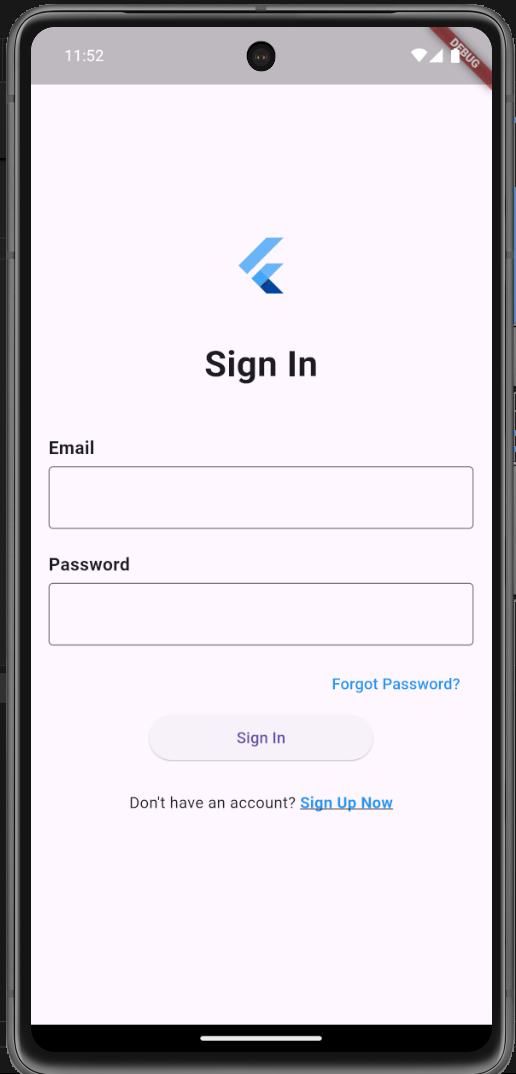 11:52
DEBUG
Sign In
Email
Password
Forgot Password?
Sign In
Don't have an account? Sign Up Now